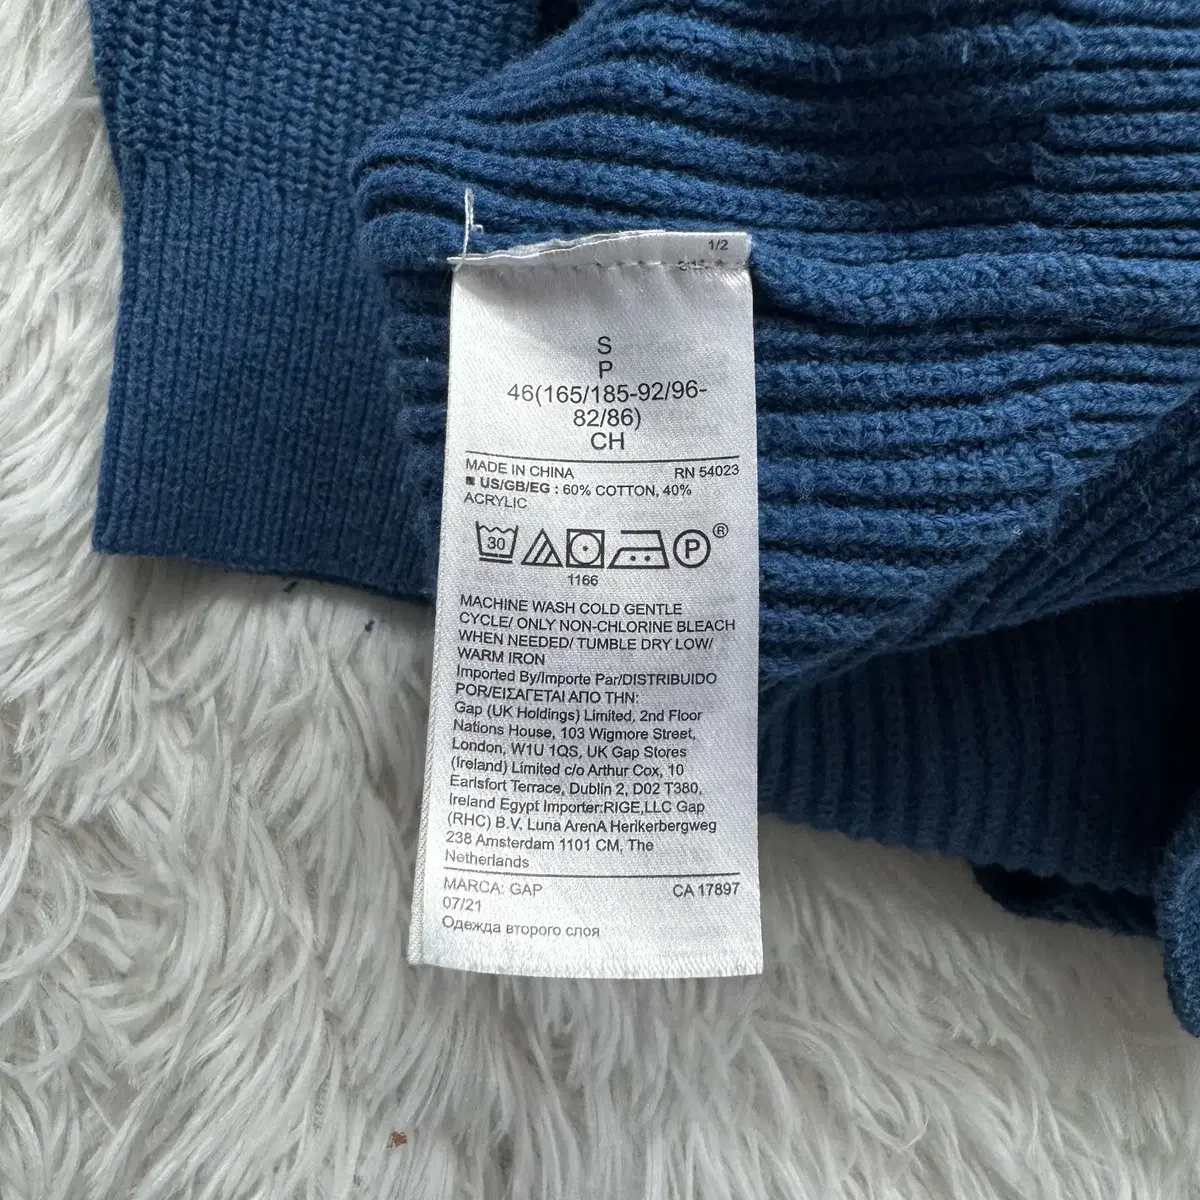 1/2
S
P
46(165/185-92/96-
82/86)
CH
MADE IN CHINA RN 54023
US/GB/EG : 60% COTTON, 40%
ACRYLIC
30 P ®
1166
MACHINE WASH COLD GENTLE
CYCLE/ ONLY NON-CHLORINE BLEACH
WHEN NEEDED/ TUMBLE DRY LOW/
WARM IRON
Imported By/Importe Par/DISTRIBUIDO
POR/ΕΙΣΑΓΕΤΑΙ ΑΠΟ ΤΗΝ:
Gap (UK Holdings) Limited, 2nd Floor
Nations House, 103 Wigmore Street,
London, W1U 1QS, UK Gap Stores
(Ireland) Limited c/o Arthur Cox, 10
Earlsfort Terrace, Dublin 2, D02 T380,
Ireland Egypt Importer:RIGE,LLC Gap
(RHC) B.V. Luna ArenA Herikerbergweg
238 Amsterdam 1101 CM, The
Netherlands
MARCA: GAP CA 17897
07/21
Одежда второго слоя